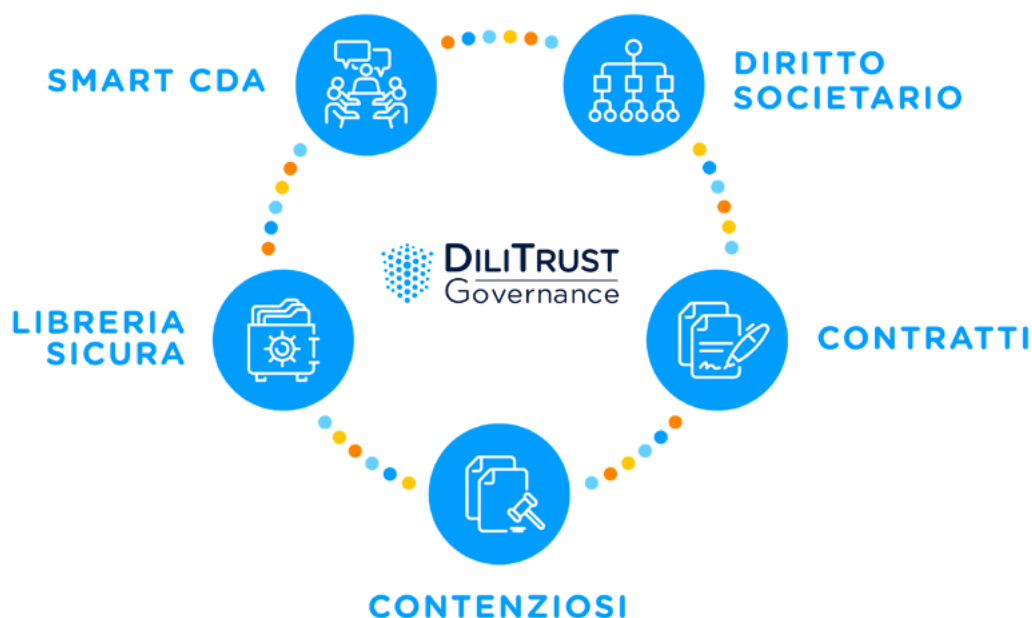 SMART CDA
DIRITTO
SOCIETARIO
DILITRUST
Governance
LIBRERIA
SICURA
CONTRATTI
CONTENZIOSI